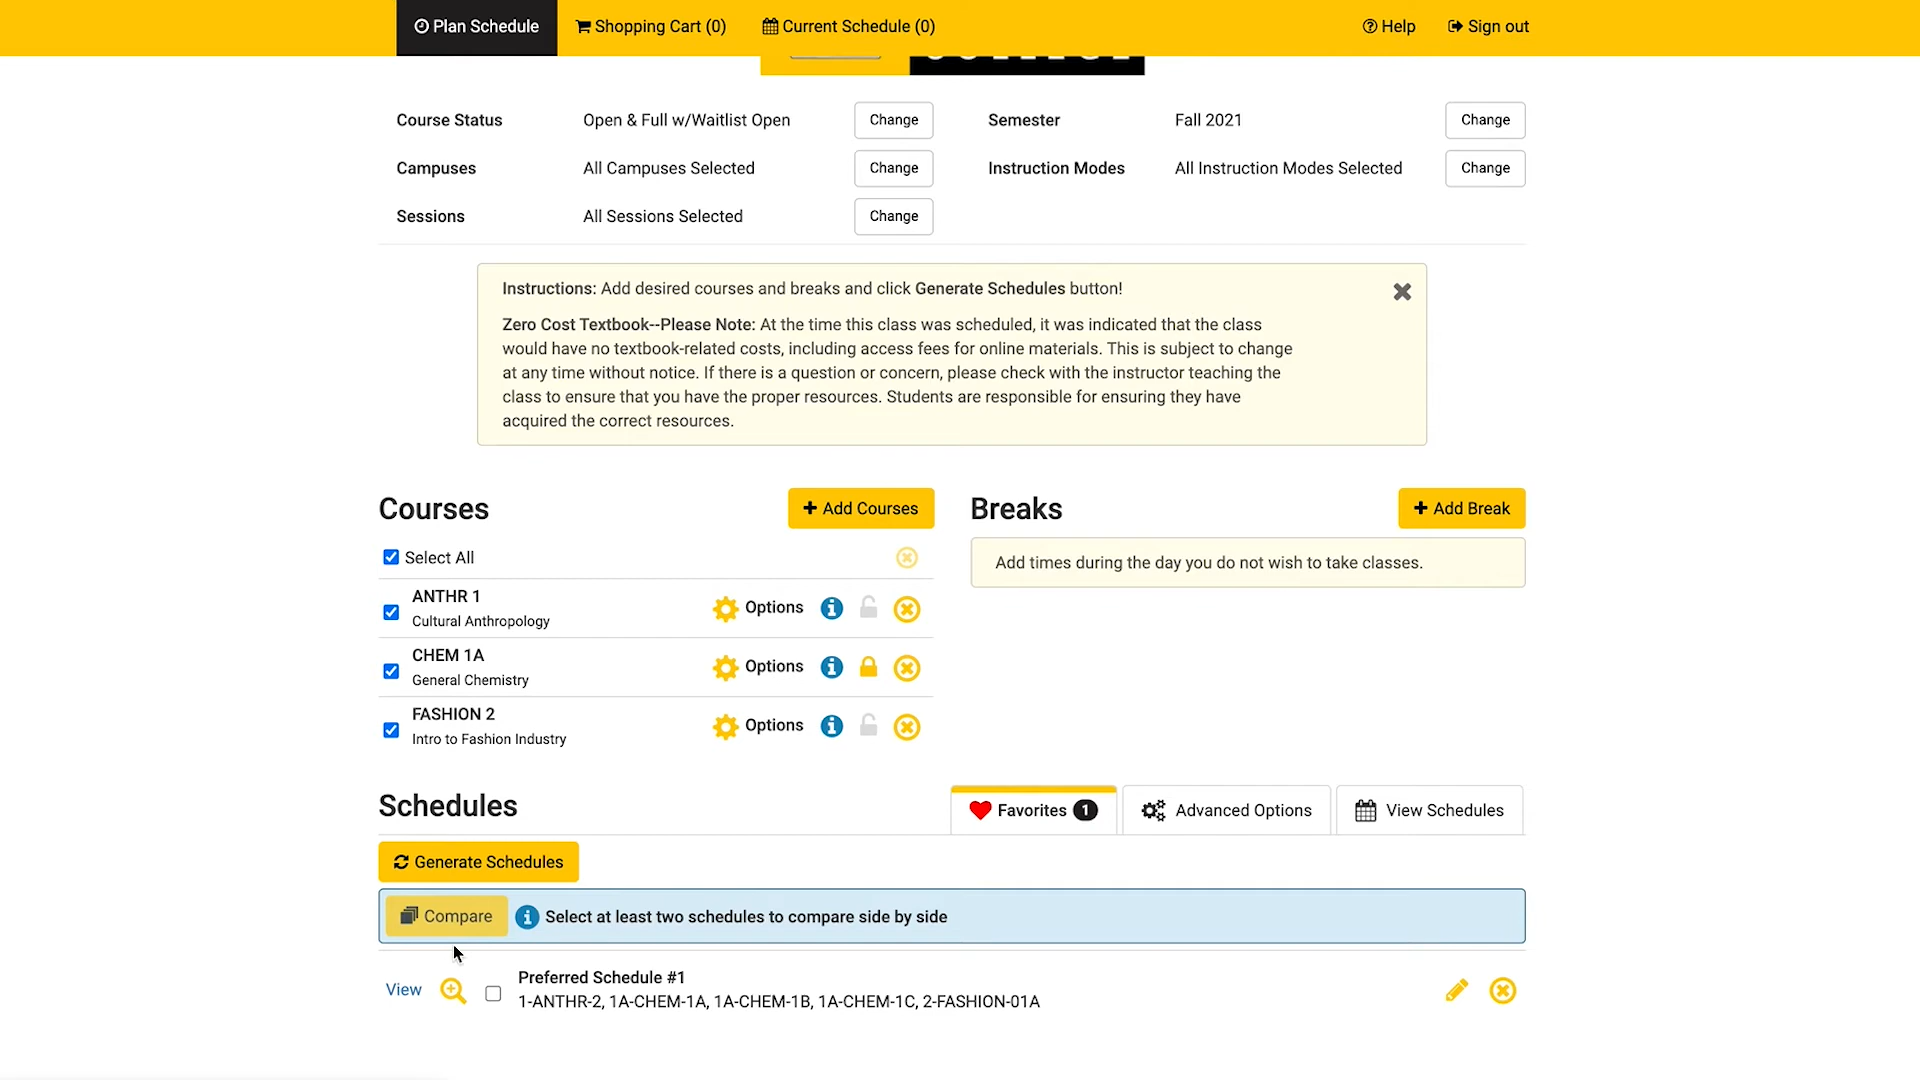 Plan Schedule
Shopping Cart (0)
Current Schedule (0)
Help
Sign out
Course Status
Open & Full w/Waitlist Open
Change
Semester
Fall 2021
Change
Campuses
All Campuses Selected
Change
Instruction Modes
All Instruction Modes Selected
Change
Sessions
All Sessions Selected
Change
Instructions: Add desired courses and breaks and click Generate Schedules button!
Zero Cost Textbook--Please Note: At the time this class was scheduled, it was indicated that the class
would have no textbook-related costs, including access fees for online materials. This is subject to change
at any time without notice. If there is a question or concern, please check with the instructor teaching the
class to ensure that you have the proper resources. Students are responsible for ensuring they have
acquired the correct resources.
Courses
+ Add Courses
Select All
ANTHR 1
Cultural Anthropology
Options
CHEM 1A
General Chemistry
Options
FASHION 2
Intro to Fashion Industry
Options
Breaks
+ Add Break
Add times during the day you do not wish to take classes.
Schedules
Favorites 1
Advanced Options
View Schedules
Generate Schedules
Compare
Select at least two schedules to compare side by side
View
Preferred Schedule #1
1-ANTHR-2, 1A-CHEM-1A, 1A-CHEM-1B, 1A-CHEM-1C, 2-FASHION-01A